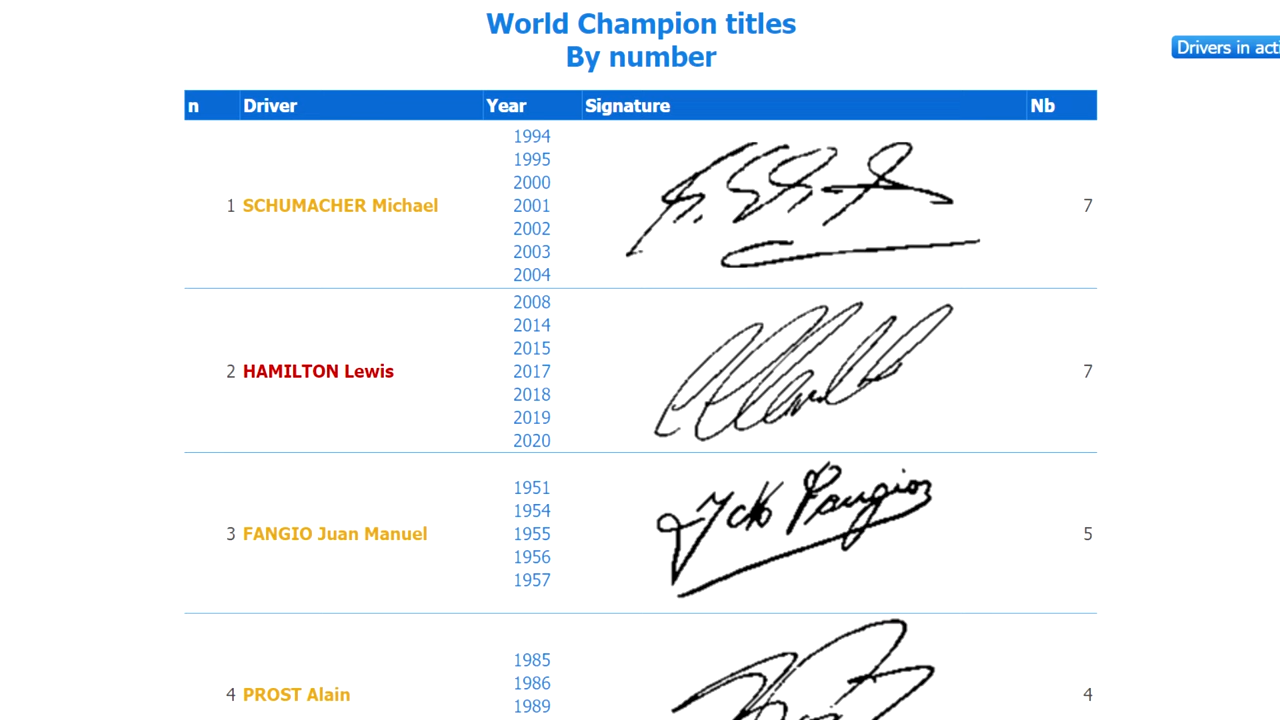 World Champion titles
By number
Drivers in acti
n Driver Year Signature Nb
1994
1995
2000
1 SCHUMACHER Michael 2001 7
2002
2003
2004
2008
2014
2015
2 HAMILTON Lewis 2017 7
2018
2019
2020
1951
1954
3 FANGIO Juan Manuel 1955 5
1956
1957
1985
1986
4 PROST Alain 4
1989